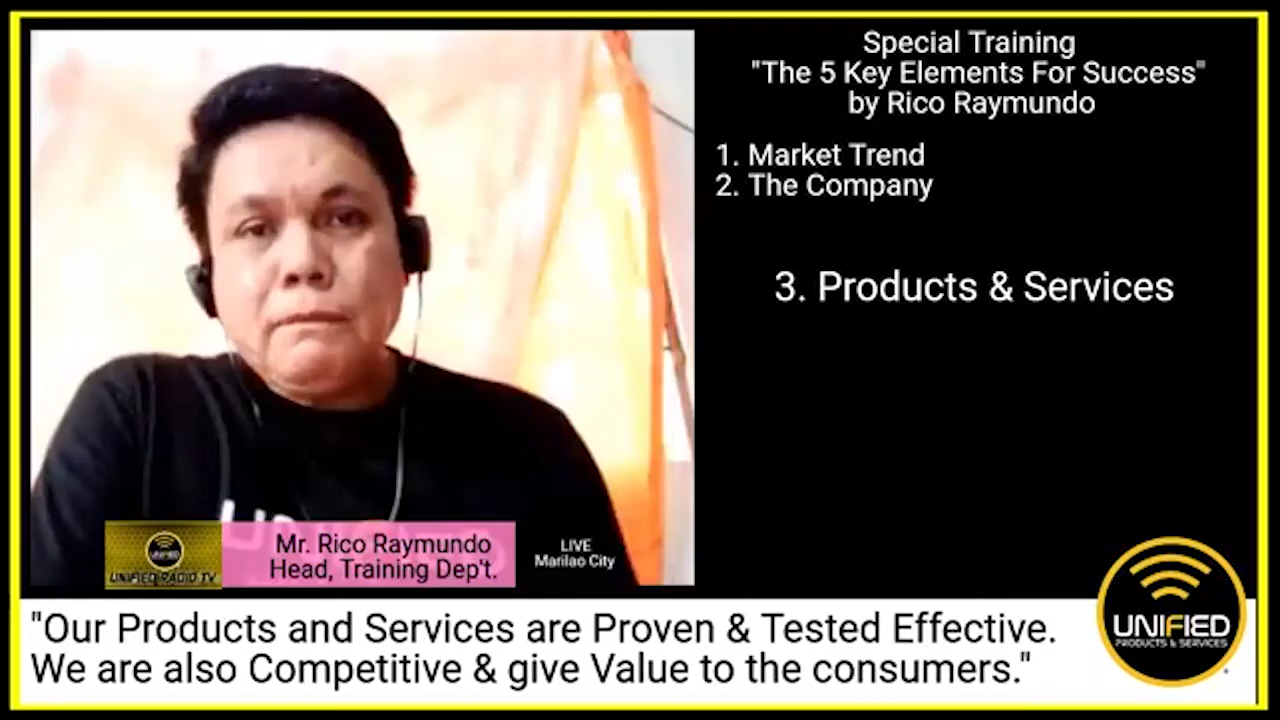 Special Training
"The 5 Key Elements For Success"
by Rico Raymundo
1. Market Trend
2. The Company
3. Products & Services
UNIFIED
UNIFIED RADIO TV
Mr. Rico Raymundo
Head, Training Dep't.
LIVE
Marilao City
"Our Products and Services are Proven & Tested Effective.
We are also Competitive & give Value to the consumers."
UNIFIED
PRODUCTS & SERVICES